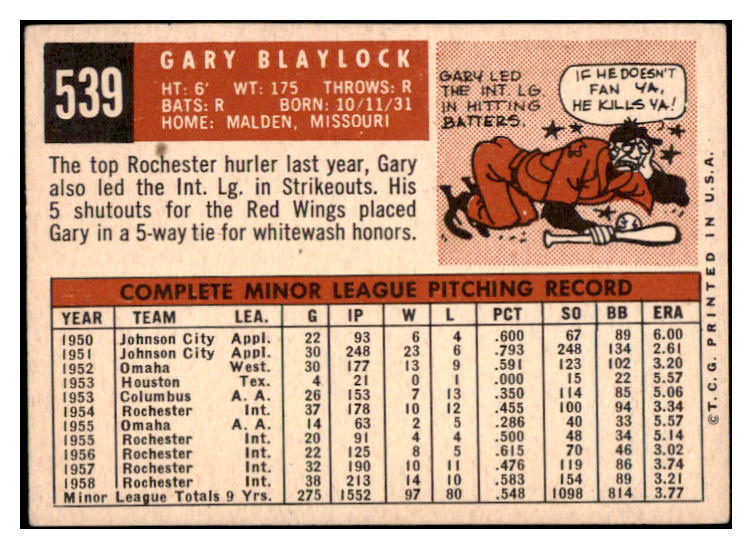 539
GARY BLAYLOCK
HT: 6' WT: 175 THROWS: R
BATS: R BORN: 10/11/31
HOME: MALDEN, MISSOURI
The top Rochester hurler last year, Gary
also led the Int. Lg. in Strikeouts. His
5 shutouts for the Red Wings placed
Gary in a 5-way tie for whitewash honors.
GARY LED
THE INT. LG.
IN HITTING
BATTERS.
IF HE DOESN'T
FAN YA,
HE KILLS YA!
COMPLETE MINOR LEAGUE PITCHING RECORD
YEAR TEAM LEA. G IP W L PCT SO BB ERA
1950 Johnson City Appl. 22 93 6 4 .600 67 89 6.00
1951 Johnson City Appl. 30 248 23 6 .793 248 134 2.61
1952 Omaha West. 30 177 13 9 .591 123 102 3.20
1953 Houston Tex. 4 21 0 1 .000 15 22 5.57
1953 Columbus A. A. 26 153 7 13 .350 114 85 5.06
1954 Rochester Int. 37 178 10 12 .455 100 94 3.34
1955 Omaha A. A. 14 63 2 5 .286 40 33 5.57
1955 Rochester Int. 20 91 4 4 .500 48 34 5.14
1956 Rochester Int. 22 125 8 5 .615 70 46 3.02
1957 Rochester Int. 32 190 10 11 .476 119 86 3.74
1958 Rochester Int. 38 213 14 10 .583 154 89 3.21
Minor League Totals 9 Yrs. 275 1552 97 80 .548 1098 814 3.77
©T.C.G. PRINTED IN U.S.A.